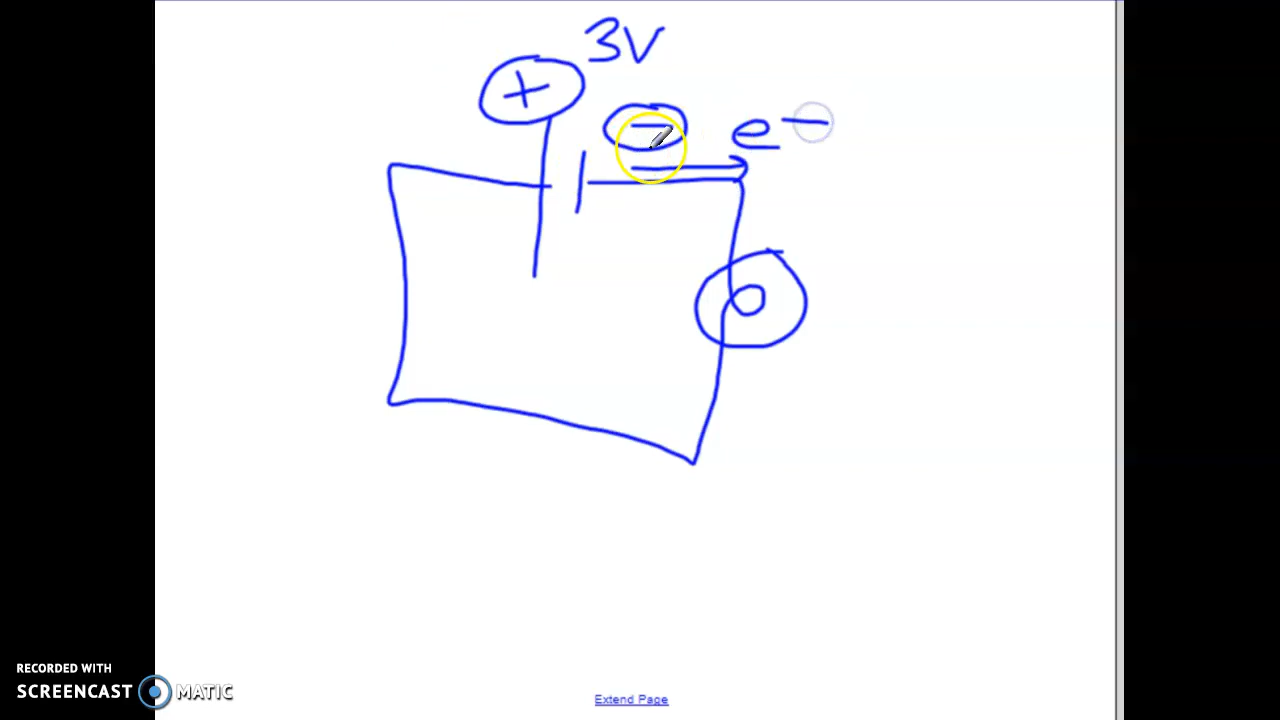 3V
+
−
e−
RECORDED WITH
SCREENCAST MATIC
Extend Page